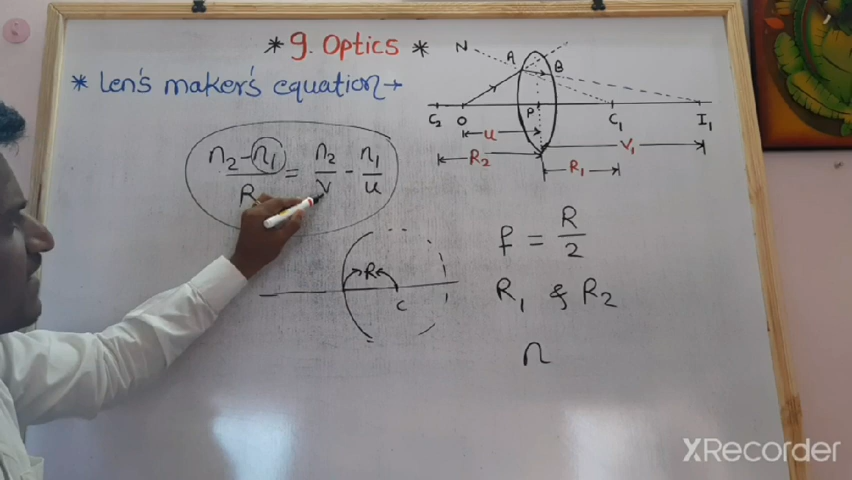 * 9. Optics *
* Len's maker's equation →
N
A
B
C₂ O P C₁ I₁
u
R₂
V₁
R₁
(n₂ - n₁)/R = n₂/v - n₁/u
f = R/2
R
C
R₁ & R₂
n
XRecorder